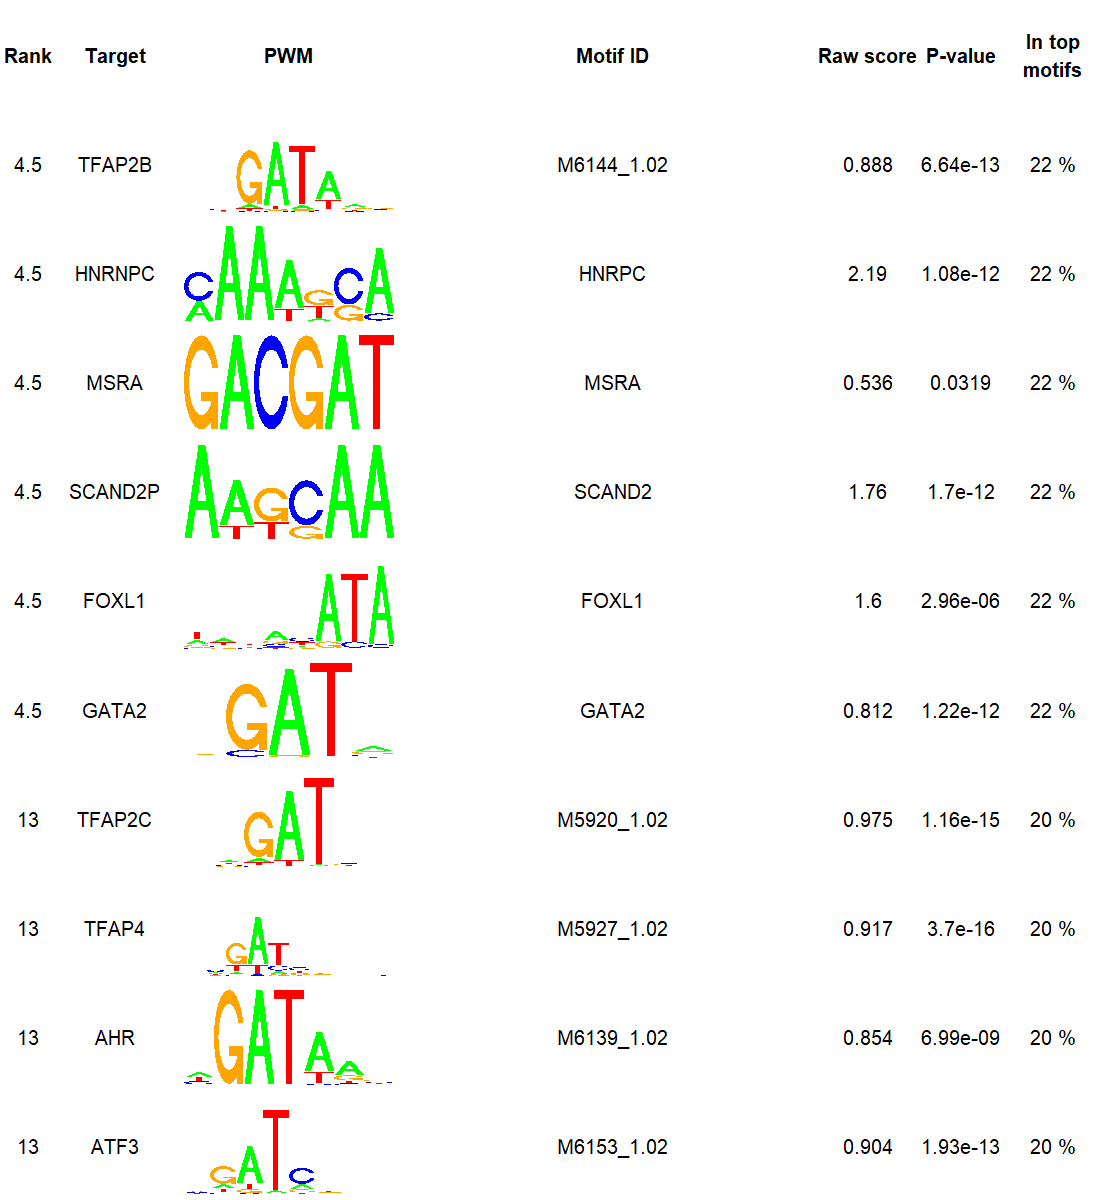 Rank Target PWM Motif ID Raw score P-value In top motifs
4.5 TFAP2B GATA M6144_1.02 0.888 6.64e-13 22 %
4.5 HNRNPC CAAAGCA HNRPC 2.19 1.08e-12 22 %
4.5 MSRA GACGAT MSRA 0.536 0.0319 22 %
4.5 SCAND2P AAGCAA SCAND2 1.76 1.7e-12 22 %
4.5 FOXL1 ATA FOXL1 1.6 2.96e-06 22 %
4.5 GATA2 GAT GATA2 0.812 1.22e-12 22 %
13 TFAP2C GAT M5920_1.02 0.975 1.16e-15 20 %
13 TFAP4 GAT M5927_1.02 0.917 3.7e-16 20 %
13 AHR GATAA M6139_1.02 0.854 6.99e-09 20 %
13 ATF3 GATC M6153_1.02 0.904 1.93e-13 20 %